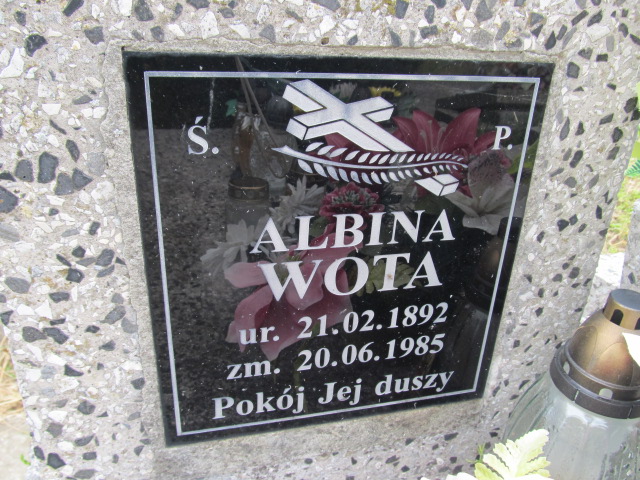 Ś. P.
ALBINA
WOTA
ur. 21.02.1892
zm. 20.06.1985
Pokój Jej duszy